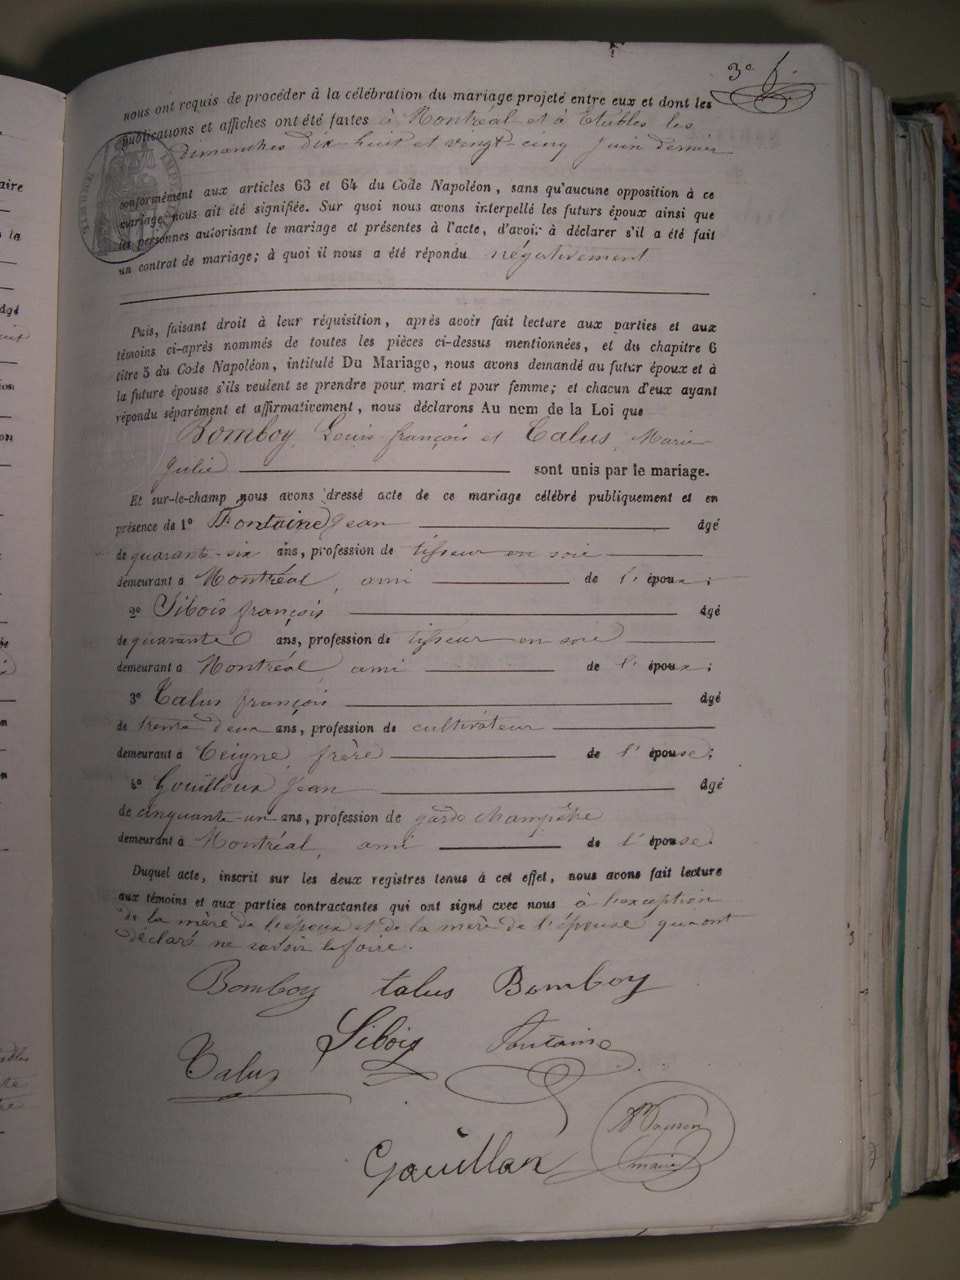 3e
nous ont requis de procéder à la célébration du mariage projeté entre eux et dont les
publications et affiches ont été faites à Montréal et à Etables les
dimanches dix-huit et vingt-cinq juin dernier
conformément aux articles 63 et 64 du Code Napoléon, sans qu'aucune opposition à ce
mariage nous ait été signifiée. Sur quoi nous avons interpellé les futurs époux ainsi que
les personnes autorisant le mariage et présentes à l'acte, d'avoir à déclarer s'il a été fait
un contrat de mariage; à quoi il nous a été répondu négativement
Puis, faisant droit à leur réquisition, après avoir fait lecture aux parties et aux
témoins ci-après nommés de toutes les pièces ci-dessus mentionnées, et du chapitre 6
titre 5 du Code Napoléon, intitulé Du Mariage, nous avons demandé au futur époux et à
la future épouse s'ils veulent se prendre pour mari et pour femme; et chacun d'eux ayant
répondu séparément et affirmativement, nous déclarons Au nom de la Loi que
Bomboy Louis-françois et Talus, Marie
Julie sont unis par le mariage.
Et sur-le-champ nous avons dressé acte de ce mariage célébré publiquement et en
présence de 1o Fontaine Jean âgé
de quarante-six ans, profession de tisseur en soie
demeurant à Montréal, ami de l'époux;
2o Sibois françois âgé
de quarante ans, profession de tisseur en soie
demeurant à Montréal, ami de l'époux;
3o Talus françois âgé
de trente deux ans, profession de cultivateur
demeurant à Ceigne, frère de l'épouse;
4o Gouilloux Jean âgé
de cinquante-un ans, profession de garde champêtre
demeurant à Montréal, ami de l'épouse.
Duquel acte, inscrit sur les deux registres tenus à cet effet, nous avons fait lecture
aux témoins et aux parties contractantes qui ont signé avec nous à l'exception
de la mère de l'époux et de la mère de l'épouse qui ont
déclaré ne savoir le faire.
Bomboy talus Bomboy
Talus Sibois Fontaine
Gouilloux maire